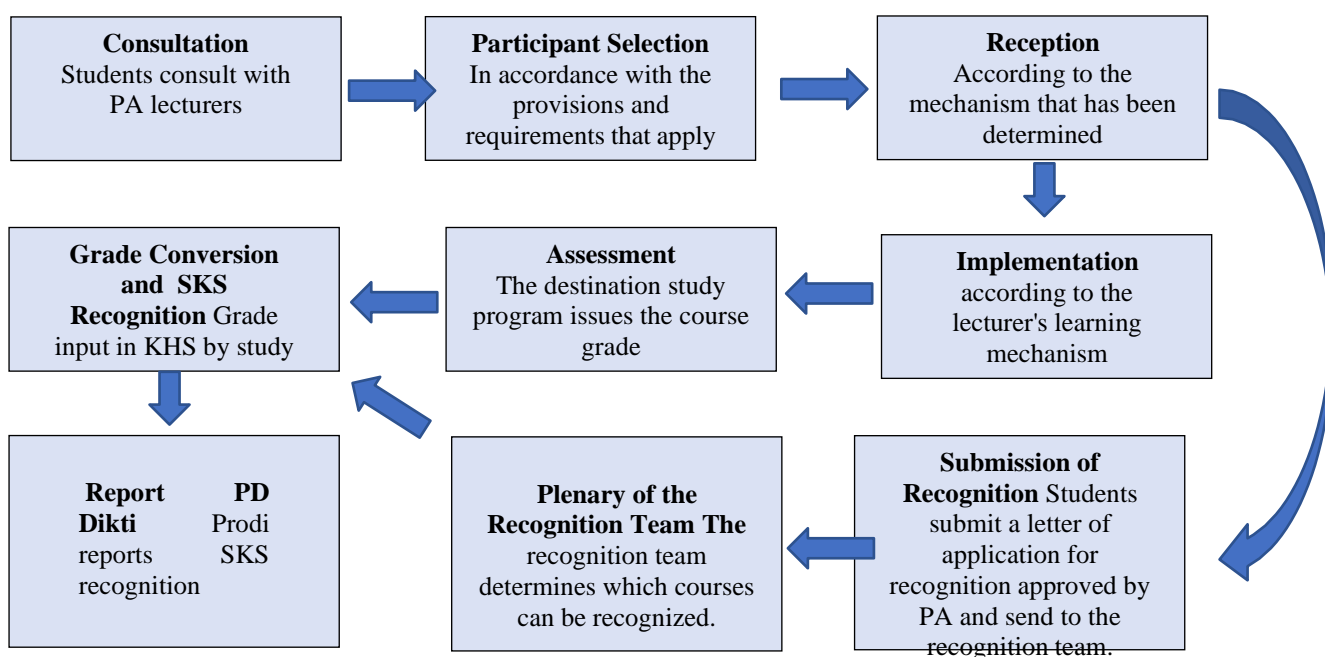 Consultation
Students consult with
PA lecturers
Participant Selection
In accordance with the
provisions and
requirements that apply
Reception
According to the
mechanism that has been
determined
Grade Conversion
and SKS
Recognition Grade
input in KHS by study
Assessment
The destination study
program issues the course
grade
Implementation
according to the
lecturer's learning
mechanism
Report PD
Dikti Prodi
reports SKS
recognition
Plenary of the
Recognition Team The
recognition team
determines which courses
can be recognized.
Submission of
Recognition Students
submit a letter of
application for
recognition approved by
PA and send to the
recognition team.